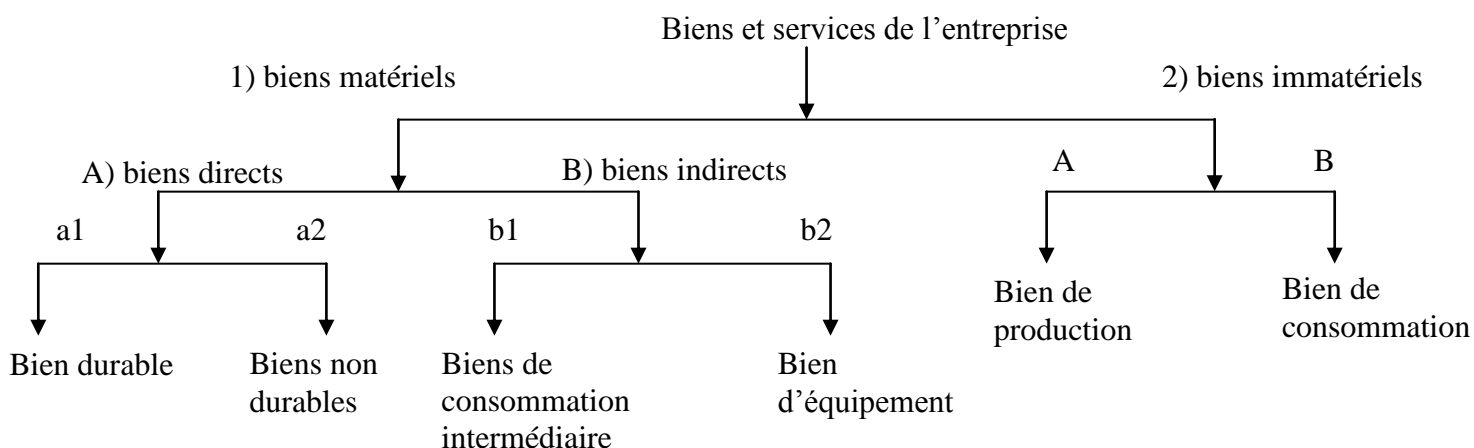 Biens et services de l’entreprise
1) biens matériels
2) biens immatériels
A) biens directs
B) biens indirects
A
B
a1
a2
b1
b2
Bien de
production
Bien de
consommation
Bien durable
Biens non
durables
Biens de
consommation
intermédiaire
Bien
d’équipement